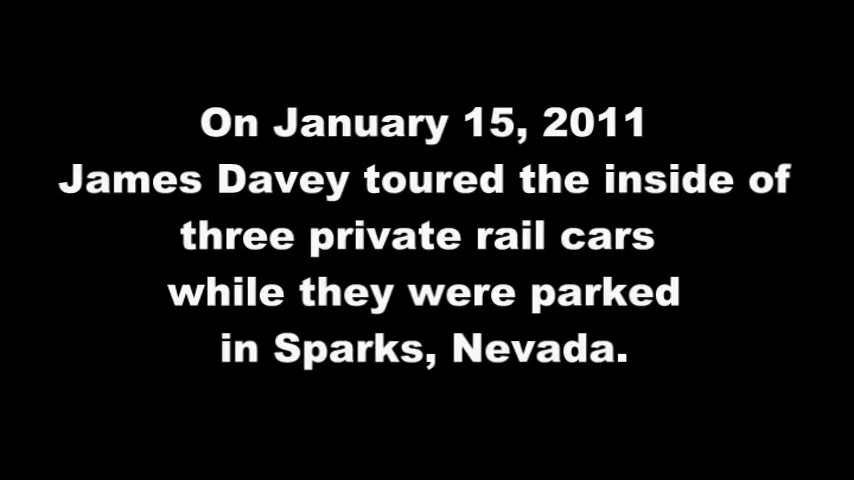 On January 15, 2011
James Davey toured the inside of
three private rail cars
while they were parked
in Sparks, Nevada.